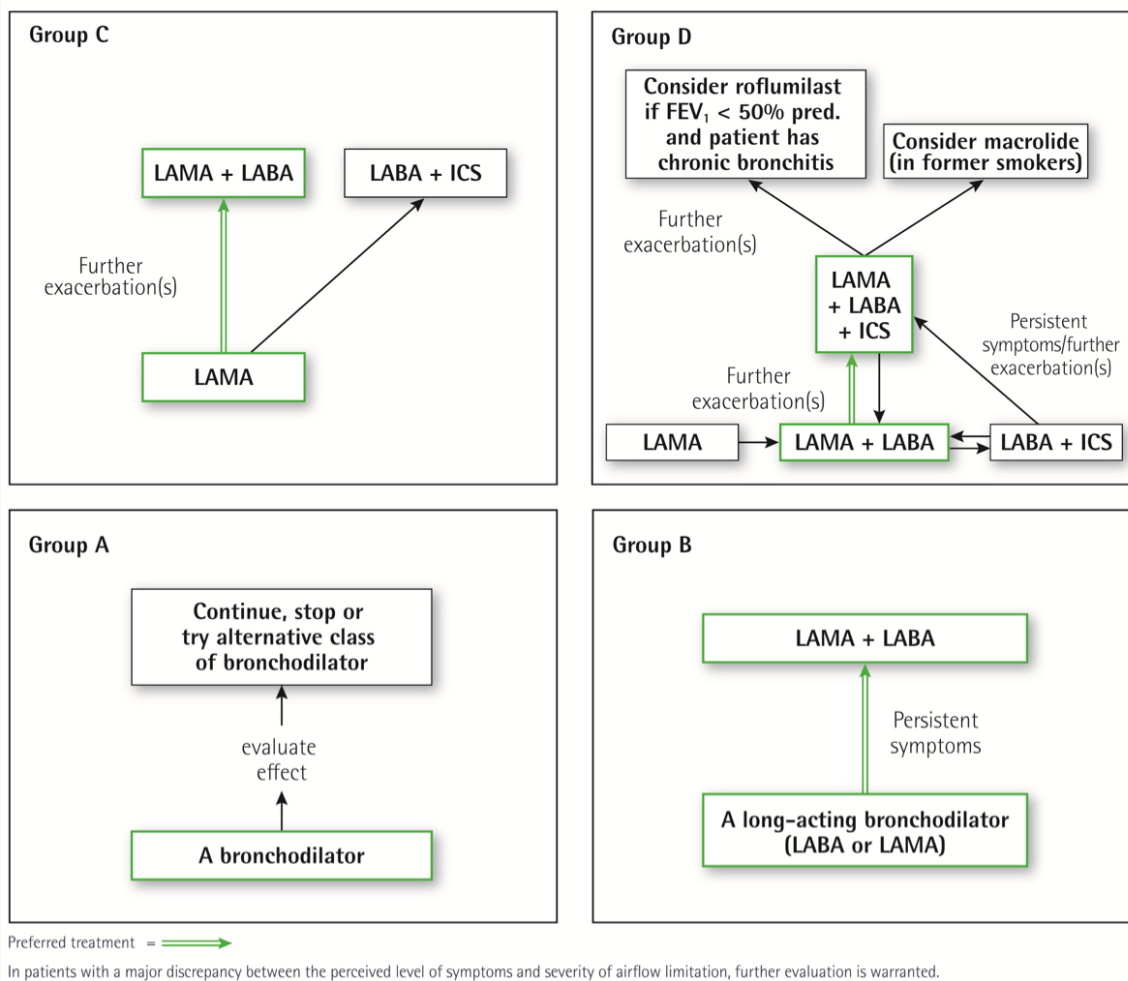 Group C
LAMA + LABA
LABA + ICS
Further
exacerbation(s)
LAMA
Group D
Consider roflumilast
if FEV₁ < 50% pred.
and patient has
chronic bronchitis
Consider macrolide
(in former smokers)
Further
exacerbation(s)
LAMA
+ LABA
+ ICS
Persistent
symptoms/further
exacerbation(s)
Further
exacerbation(s)
LAMA
LAMA + LABA
LABA + ICS
Group A
Continue, stop or
try alternative class
of bronchodilator
evaluate
effect
A bronchodilator
Group B
LAMA + LABA
Persistent
symptoms
A long-acting bronchodilator
(LABA or LAMA)
Preferred treatment =
In patients with a major discrepancy between the perceived level of symptoms and severity of airflow limitation, further evaluation is warranted.